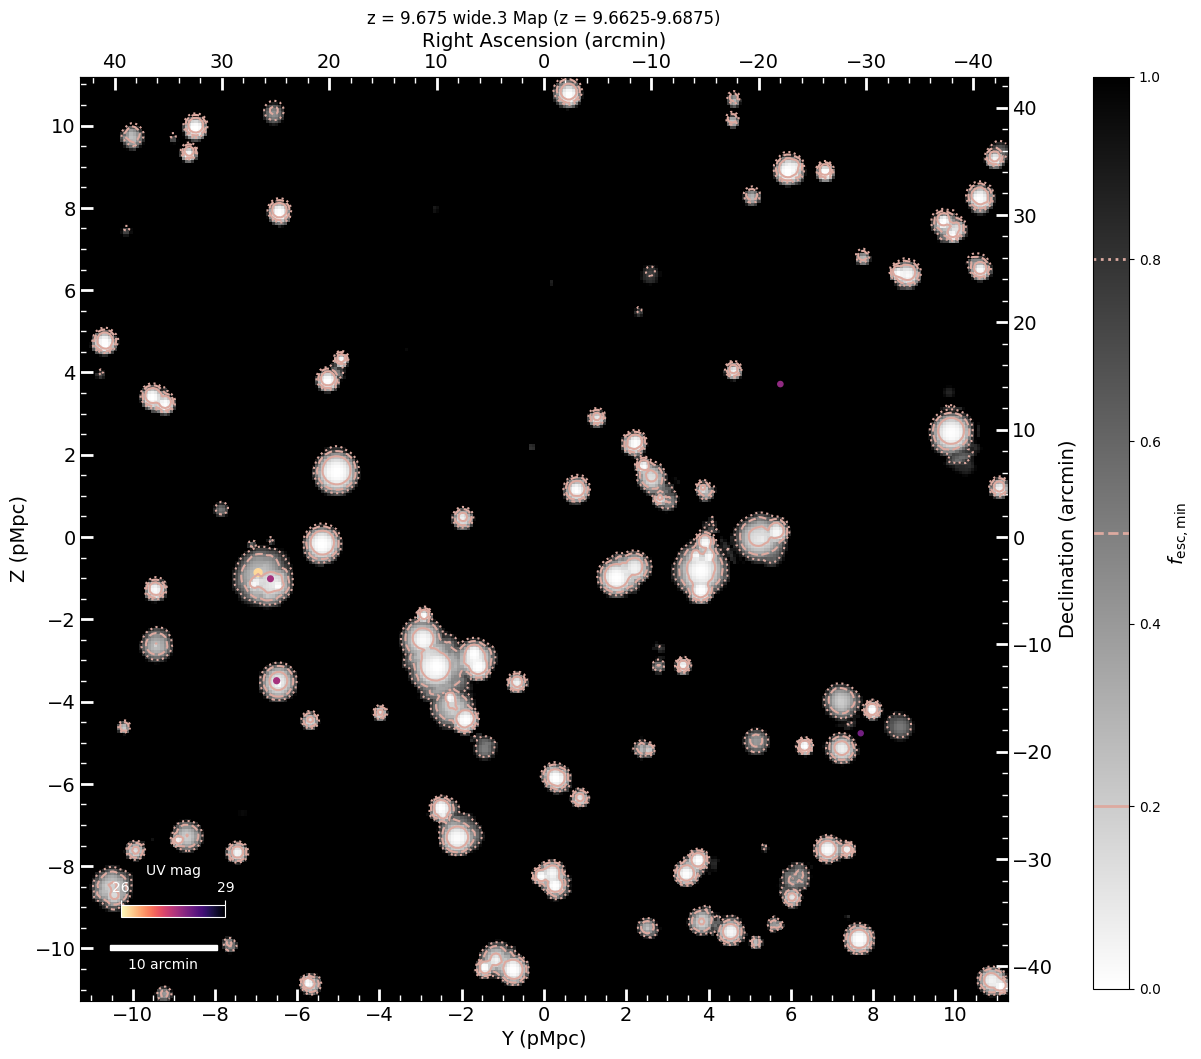 z = 9.675 wide.3 Map (z = 9.6625-9.6875)
Right Ascension (arcmin)
40 30 20 10 0 −10 −20 −30 −40
10 8 6 4 2 0 −2 −4 −6 −8 −10
Z (pMpc)
40 30 20 10 0 −10 −20 −30 −40
Declination (arcmin)
1.0 0.8 0.6 0.4 0.2 0.0
f_esc,min
UV mag
26 29
10 arcmin
−10 −8 −6 −4 −2 0 2 4 6 8 10
Y (pMpc)